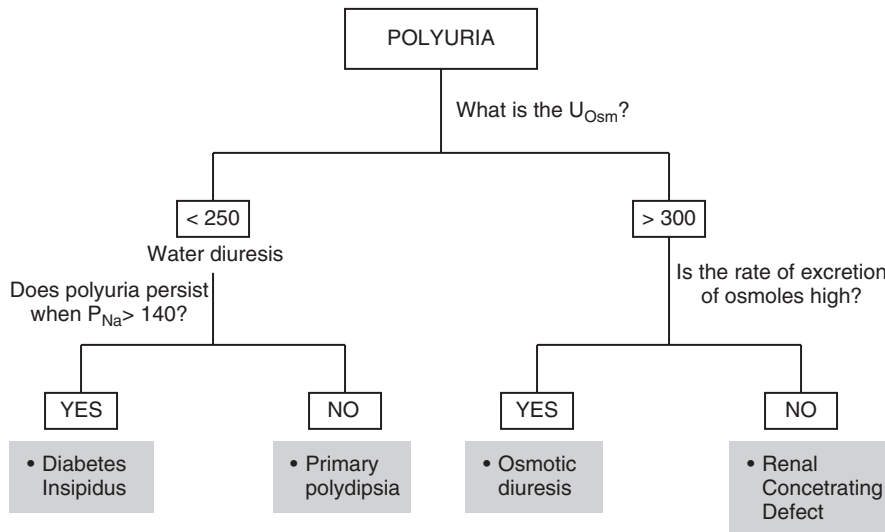 POLYURIA
What is the U_Osm?
< 250
Water diuresis
Does polyuria persist
when P_Na> 140?
YES
• Diabetes
Insipidus
NO
• Primary
polydipsia
> 300
Is the rate of excretion
of osmoles high?
YES
• Osmotic
diuresis
NO
• Renal
Concetrating
Defect